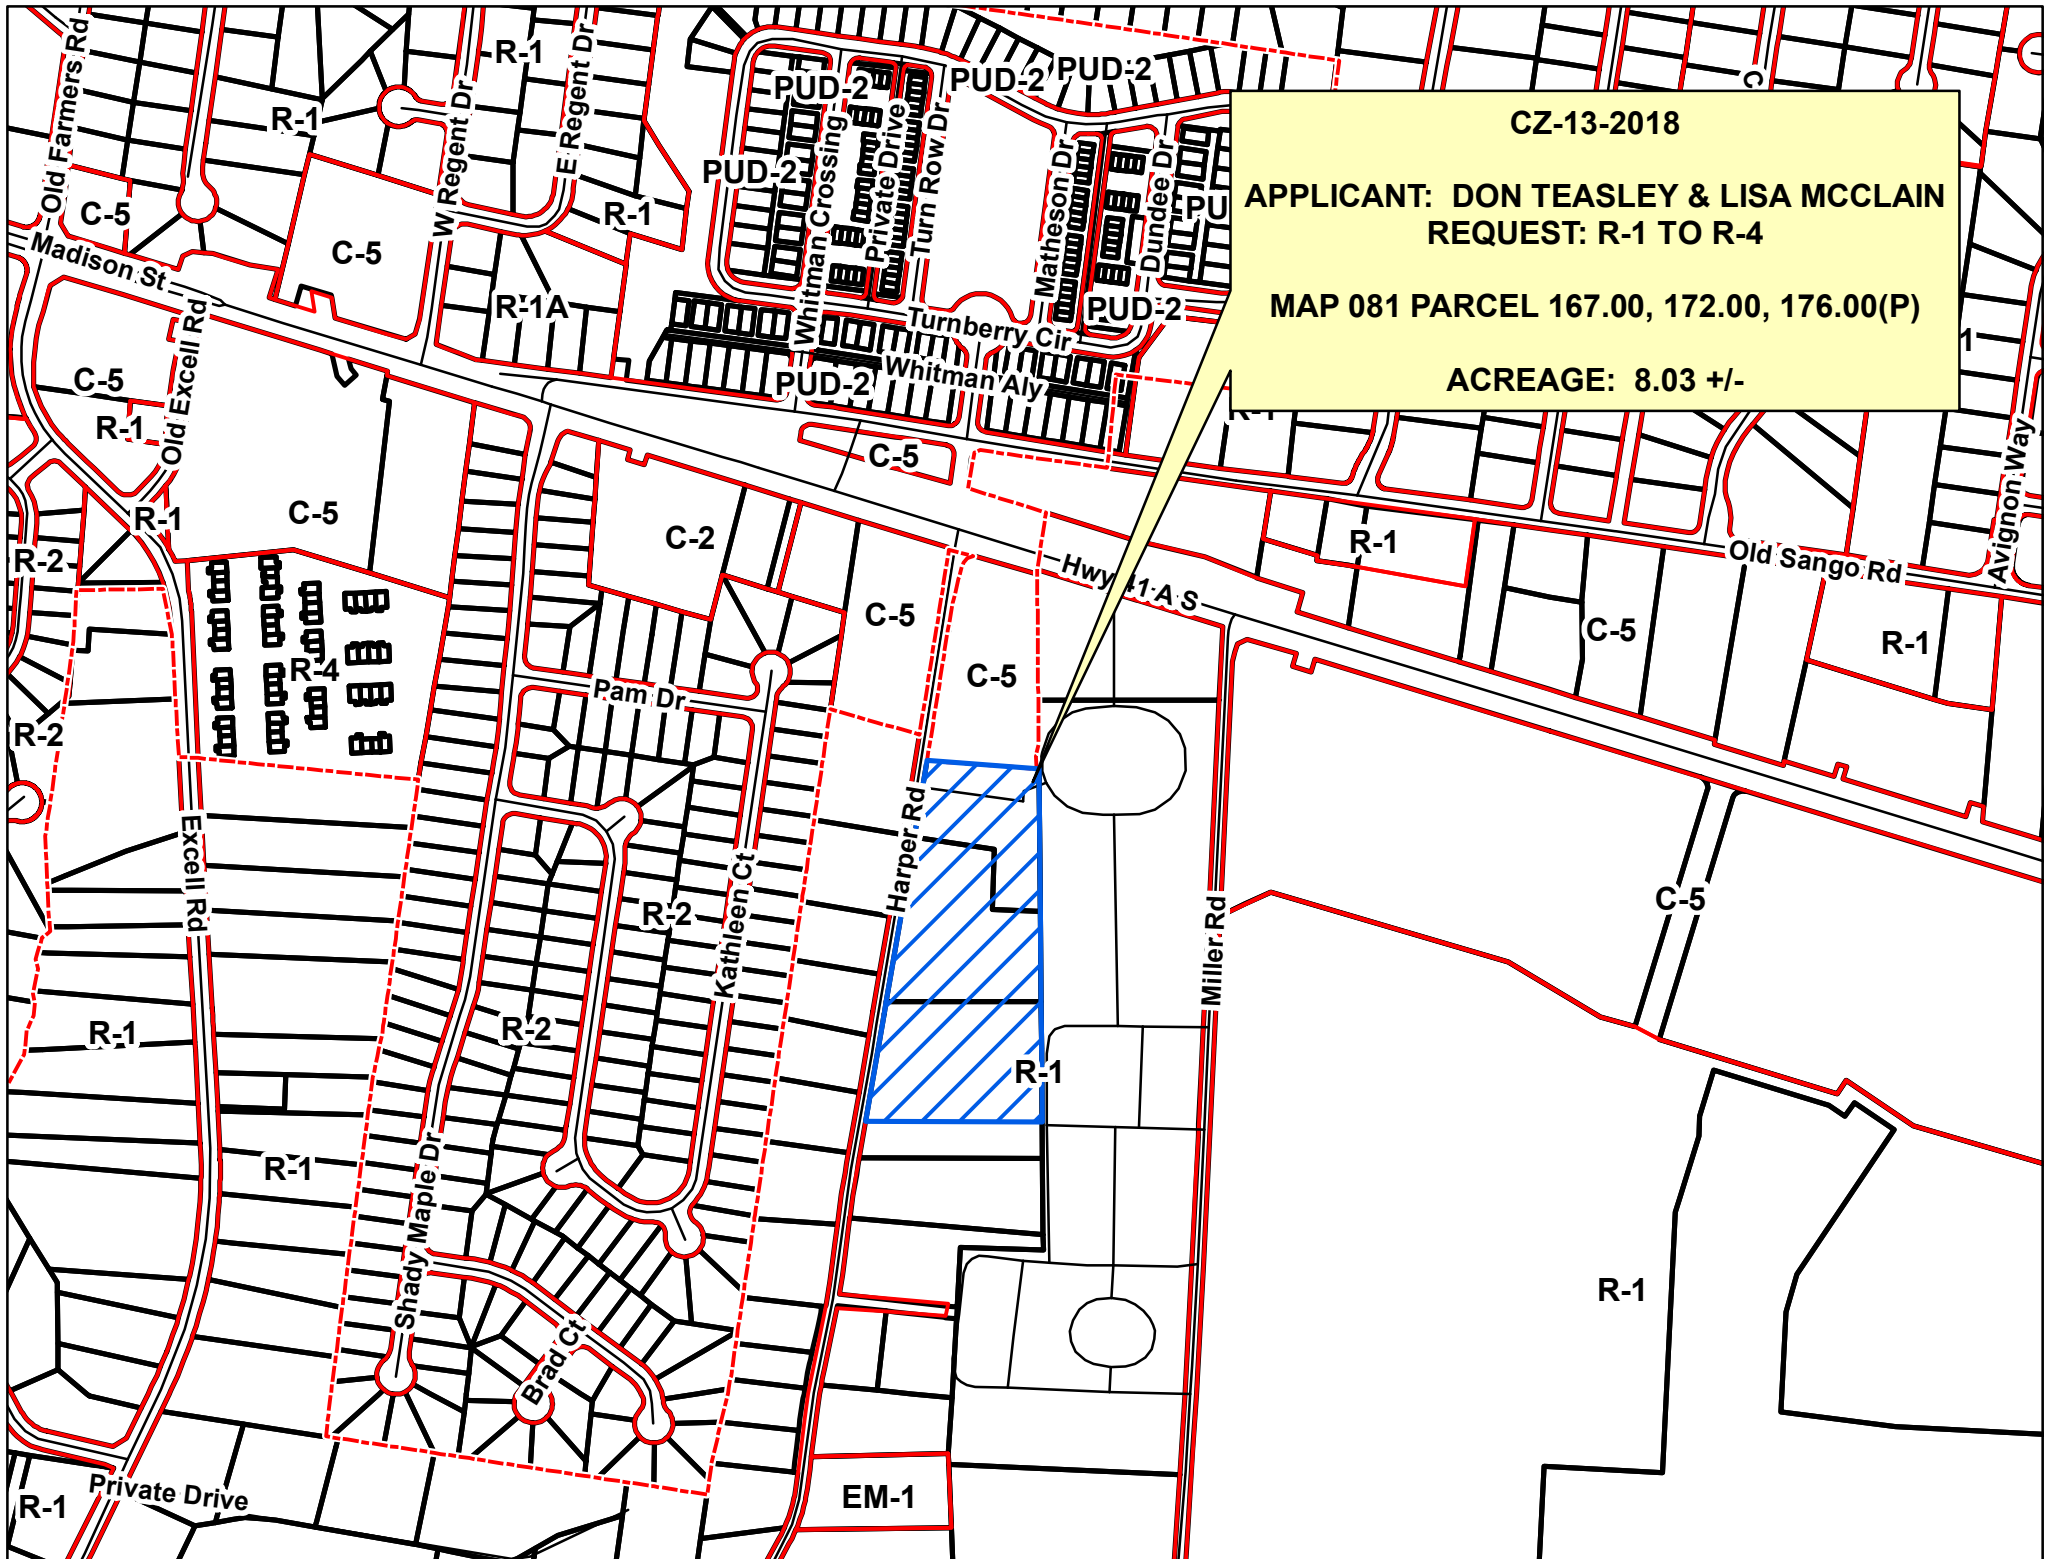 Old Farmers Rd
R-1
W Regent Dr
R-1
E Regent Dr
R-1
C-5
C-5
Madison St
R-1A
PUD-2
PUD-2
PUD-2
PUD-2
Whitman Crossing
Private Drive
Turn Row Dr
Matheson Dr
Dundee Dr
PU
PUD-2
Turnberry Cir
Whitman Aly
PUD-2
C
CZ-13-2018
APPLICANT: DON TEASLEY & LISA MCCLAIN
REQUEST: R-1 TO R-4
MAP 081 PARCEL 167.00, 172.00, 176.00(P)
ACREAGE: 8.03 +/-
1
R-1
Avignon Way
C-5
R-1
Old Excell Rd
R-1
C-5
R-2
R-4
R-2
C-2
C-5
C-5
C-5
Hwy 41 A S
R-1
Old Sango Rd
C-5
R-1
Pam Dr
Excell Rd
Harper Rd
Kathleen Ct
R-2
R-2
R-1
R-1
Miller Rd
C-5
R-1
R-1
Shady Maple Dr
Brad Ct
Private Drive
R-1
EM-1